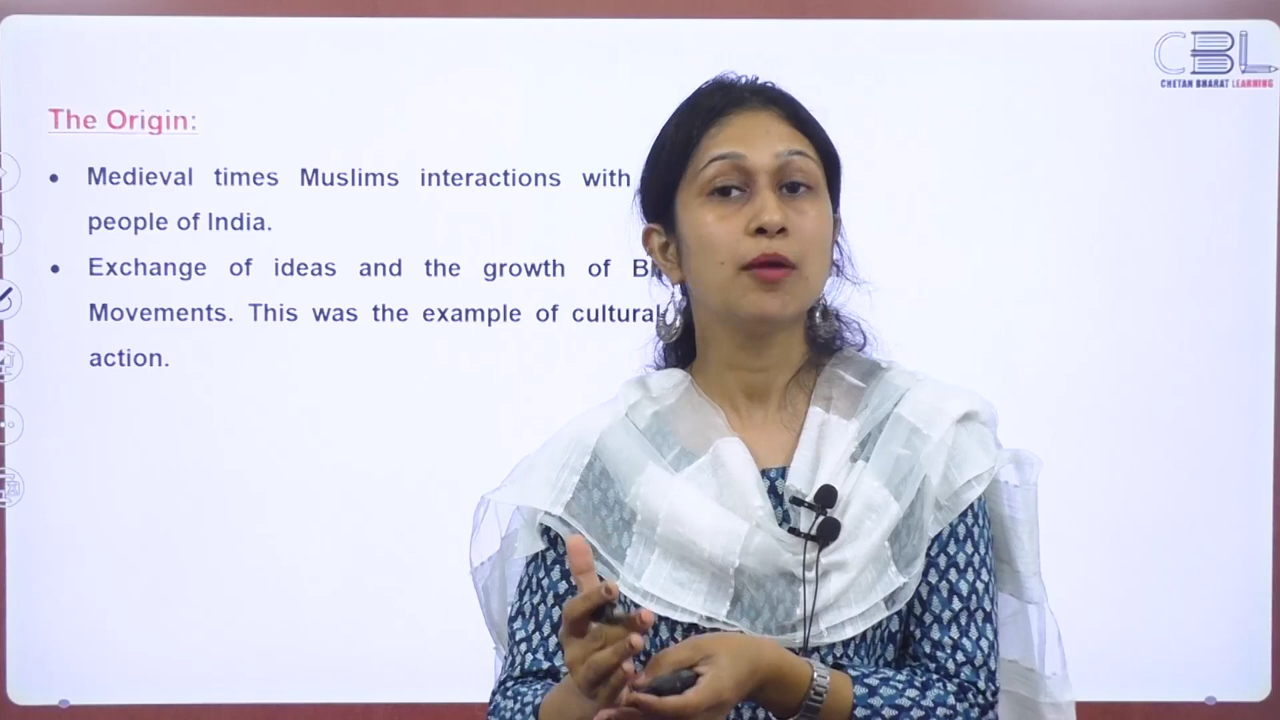 CBL
CHETAN BHARAT LEARNING
The Origin:
• Medieval times Muslims interactions with
people of India.
• Exchange of ideas and the growth of
Movements. This was the example of cultural
action.